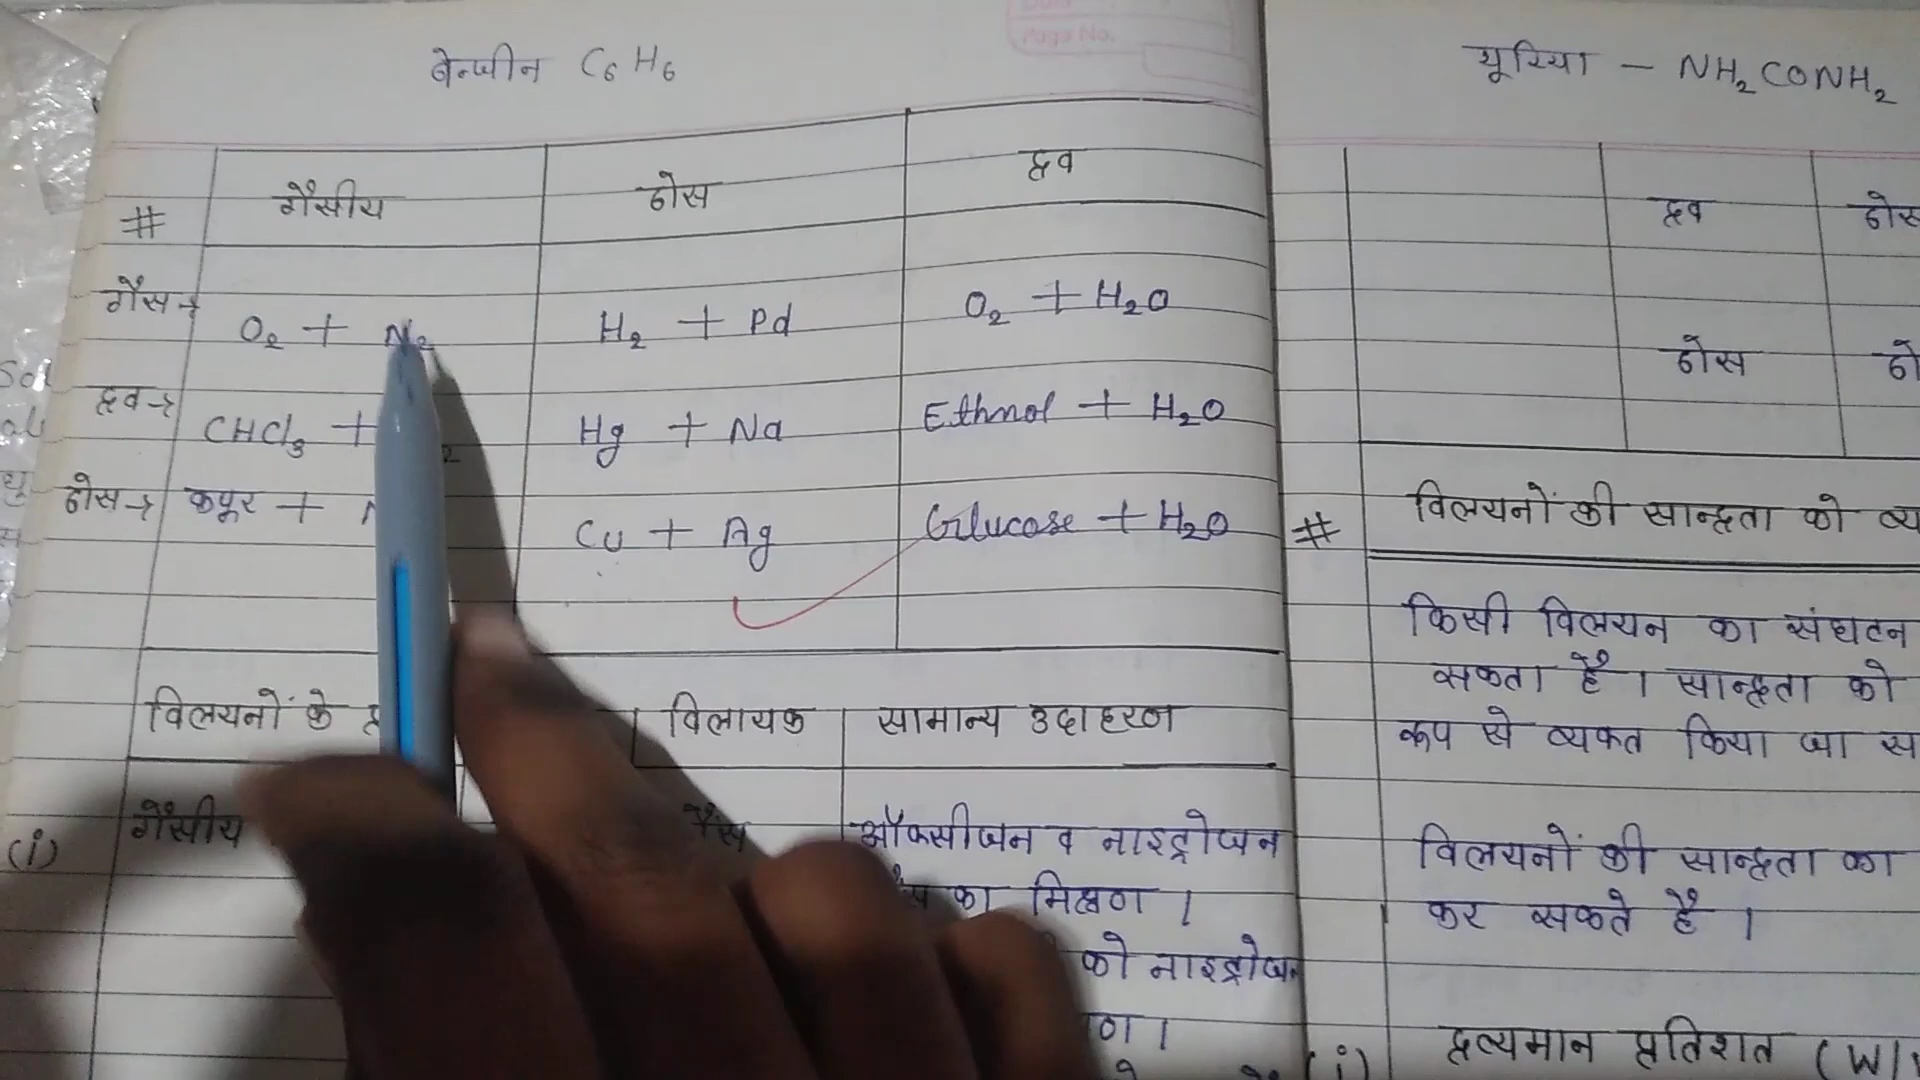 बेन्जीन C6H6
# गैसीय ठोस द्रव
गैस→ O2 + N2 H2 + Pd O2 + H2O
द्रव→ CHCl3 + Hg + Na Ethnol + H2O
ठोस→ कपूर + Cu + Ag Glucose + H2O
विलयनों के विलायक सामान्य उदाहरण
(i) गैसीय गैस ऑक्सीजन व नाइट्रोजन
का मिश्रण ।
को नाइट्रोजन
यूरिया - NH2CONH2
द्रव ठोस
ठोस
# विलयनों की सान्द्रता को
किसी विलयन का संघटन
सकता है । सान्द्रता को
रूप से व्यक्त किया जा
विलयनों की सान्द्रता का
कर सकते है ।
(i) द्रव्यमान प्रतिशत (W/